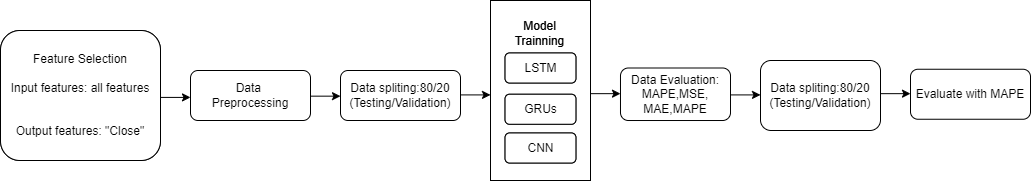 Feature Selection
Input features: all features
Output features: "Close"
Data
Preprocessing
Data spliting:80/20
(Testing/Validation)
Model
Trainning
LSTM
GRUs
CNN
Data Evaluation:
MAPE,MSE,
MAE,MAPE
Data spliting:80/20
(Testing/Validation)
Evaluate with MAPE